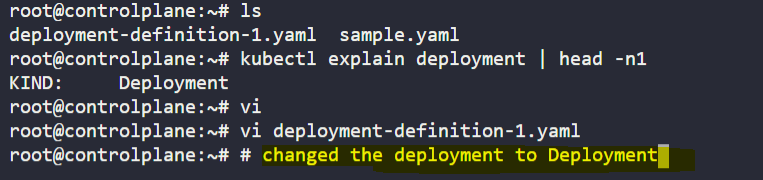 root@controlplane:~# ls
deployment-definition-1.yaml  sample.yaml
root@controlplane:~# kubectl explain deployment | head -n1
KIND:     Deployment
root@controlplane:~# vi
root@controlplane:~# vi deployment-definition-1.yaml
root@controlplane:~# # changed the deployment to Deployment